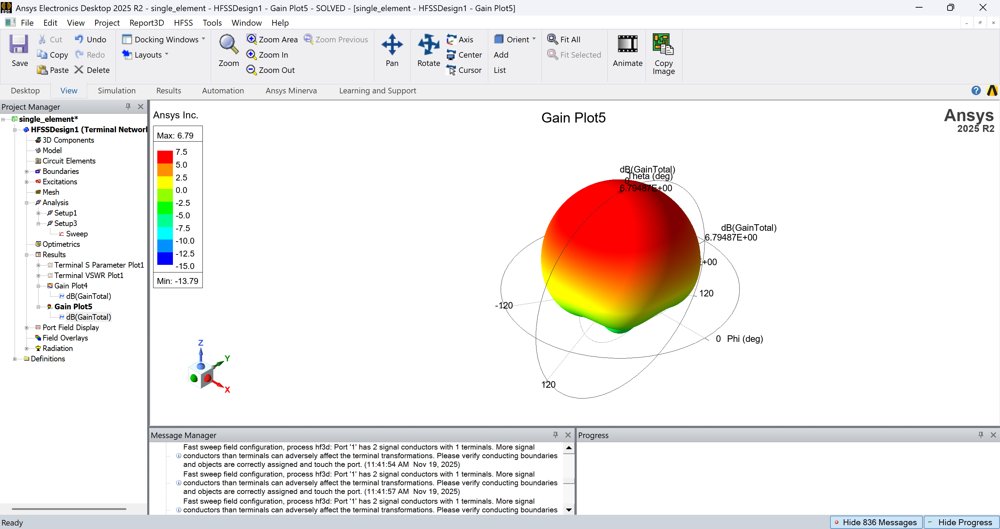 Ansys Electronics Desktop 2025 R2 - single_element - HFSSDesign1 - Gain Plot5 - SOLVED - [single_element - HFSSDesign1 - Gain Plot5]
File Edit View Project Report3D HFSS Tools Window Help
Save
Cut
Copy
Paste
Undo
Redo
Delete
Docking Windows
Layouts
Zoom
Zoom Area
Zoom In
Zoom Out
Zoom Previous
Pan
Rotate
Axis
Center
Cursor
Orient
Add
List
Fit All
Fit Selected
Animate
Copy
Image
Desktop View Simulation Results Automation Ansys Minerva Learning and Support
Project Manager
single_element*
HFSSDesign1 (Terminal Network
3D Components
Model
Circuit Elements
Boundaries
Excitations
Mesh
Analysis
Setup1
Setup3
Sweep
Optimetrics
Results
Terminal S Parameter Plot1
Terminal VSWR Plot1
Gain Plot4
dB(GainTotal)
Gain Plot5
dB(GainTotal)
Port Field Display
Field Overlays
Radiation
Definitions
Ansys Inc.
Gain Plot5
Ansys
2025 R2
Max: 6.79
7.5
5.0
2.5
0.0
-2.5
-5.0
-7.5
-10.0
-12.5
-15.0
Min: -13.79
dB(GainTotal)
Theta (deg)
0
6.79487E+00
dB(GainTotal)
6.79487E+00
E+00
120
-120
0 Phi (deg)
120
Z
Y
X
Message Manager
Fast sweep field configuration, process hf3d: Port '1' has 2 signal conductors with 1 terminals. More signal
conductors than terminals can adversely affect the terminal transformations. Please verify conducting boundaries
and objects are correctly assigned and touch the port. (11:41:54 AM Nov 19, 2025)
Fast sweep field configuration, process hf3d: Port '1' has 2 signal conductors with 1 terminals. More signal
conductors than terminals can adversely affect the terminal transformations. Please verify conducting boundaries
and objects are correctly assigned and touch the port. (11:41:57 AM Nov 19, 2025)
Fast sweep field configuration, process hf3d: Port '1' has 2 signal conductors with 1 terminals. More signal
conductors than terminals can adversely affect the terminal transformations. Please verify conducting boundaries
Progress
Ready
Hide 836 Messages
Hide Progress